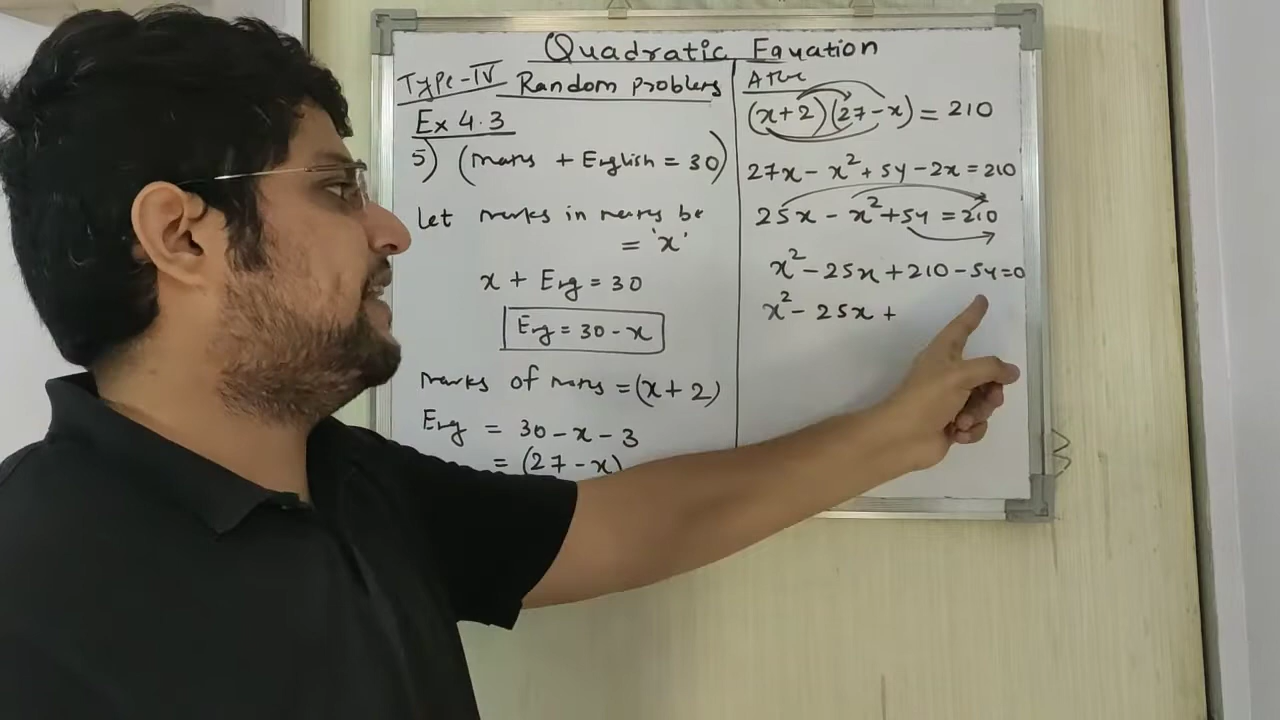 Quadratic Equation
Type-IV Random problems
Ex 4.3
5) (Maths + English = 30)
Let marks in maths be
= 'x'
x + Eng = 30
Eng = 30 - x
Marks of maths = (x + 2)
Eng = 30 - x - 3
= (27 - x)
(x+2)(27-x) = 210
27x - x² + 54 - 2x = 210
25x - x² + 54 = 210
x² - 25x + 210 - 54 = 0
x² - 25x +